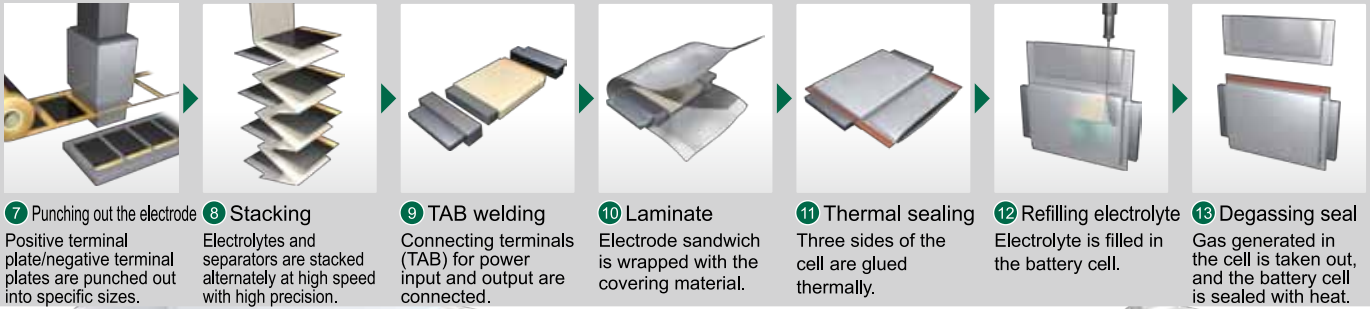 7 Punching out the electrode
Positive terminal
plate/negative terminal
plates are punched out
into specific sizes.
8 Stacking
Electrolytes and
separators are stacked
alternately at high speed
with high precision.
9 TAB welding
Connecting terminals
(TAB) for power
input and output are
connected.
10 Laminate
Electrode sandwich
is wrapped with the
covering material.
11 Thermal sealing
Three sides of the
cell are glued
thermally.
12 Refilling electrolyte
Electrolyte is filled in
the battery cell.
13 Degassing seal
Gas generated in
the cell is taken out,
and the battery cell
is sealed with heat.